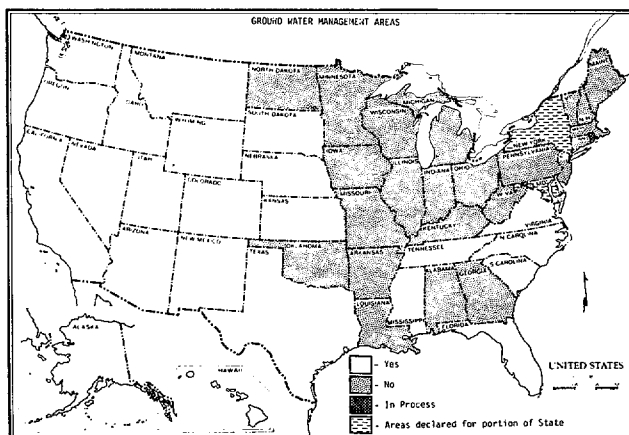 GROUND WATER MANAGEMENT AREAS
WASHINGTON
MONTANA
NORTH DAKOTA
MINNESOTA
MAINE
OREGON
IDAHO
WYOMING
SOUTH DAKOTA
WISCONSIN
MICHIGAN
NEW YORK
CALIFORNIA
NEVADA
UTAH
NEBRASKA
IOWA
ILLINOIS
INDIANA
OHIO
PENNSYLVANIA
COLORADO
KANSAS
MISSOURI
KENTUCKY
W VA
VIRGINIA
ARIZONA
NEW MEXICO
TEXAS
OKLAHOMA
ARKANSAS
TENNESSEE
N CAROLINA
S CAROLINA
LOUISIANA
MISSISSIPPI
ALABAMA
GEORGIA
FLORIDA
ALASKA
HAWAII
UNITED STATES
- Yes
- No
- In Process
- Areas declared for portion of State